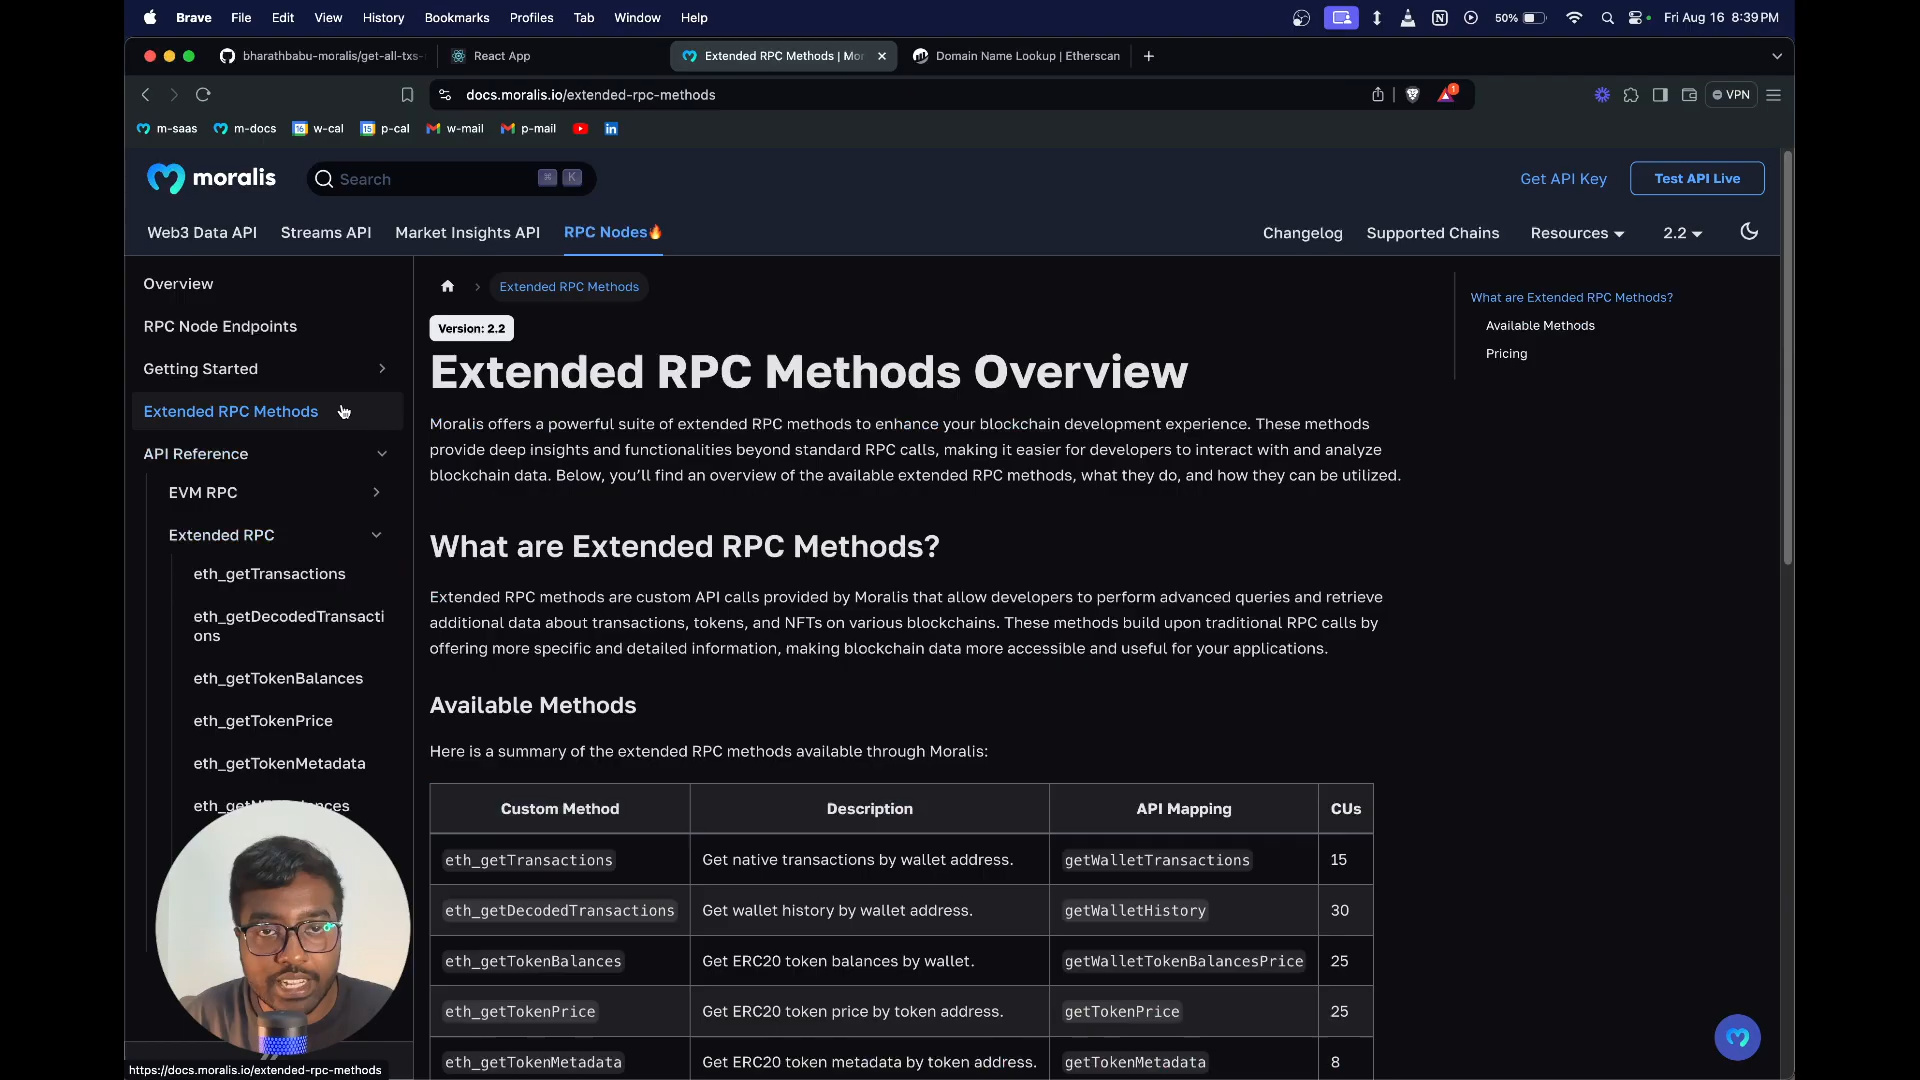 Brave File Edit View History Bookmarks Profiles Tab Window Help 50% Fri Aug 16 8:39 PM
bharathbabu-moralis/get-all-txs- React App Extended RPC Methods | Mor Domain Name Lookup | Etherscan
docs.moralis.io/extended-rpc-methods 1 VPN
m-saas m-docs w-cal p-cal w-mail p-mail
moralis Search ⌘ K Get API Key Test API Live
Web3 Data API Streams API Market Insights API RPC Nodes🔥 Changelog Supported Chains Resources 2.2
Overview
RPC Node Endpoints
Getting Started
Extended RPC Methods
API Reference
EVM RPC
Extended RPC
eth_getTransactions
eth_getDecodedTransacti
ons
eth_getTokenBalances
eth_getTokenPrice
eth_getTokenMetadata
Extended RPC Methods
Version: 2.2
Extended RPC Methods Overview
Moralis offers a powerful suite of extended RPC methods to enhance your blockchain development experience. These methods
provide deep insights and functionalities beyond standard RPC calls, making it easier for developers to interact with and analyze
blockchain data. Below, you’ll find an overview of the available extended RPC methods, what they do, and how they can be utilized.
What are Extended RPC Methods?
Extended RPC methods are custom API calls provided by Moralis that allow developers to perform advanced queries and retrieve
additional data about transactions, tokens, and NFTs on various blockchains. These methods build upon traditional RPC calls by
offering more specific and detailed information, making blockchain data more accessible and useful for your applications.
Available Methods
Here is a summary of the extended RPC methods available through Moralis:
Custom Method Description API Mapping CUs
eth_getTransactions Get native transactions by wallet address. getWalletTransactions 15
eth_getDecodedTransactions Get wallet history by wallet address. getWalletHistory 30
eth_getTokenBalances Get ERC20 token balances by wallet. getWalletTokenBalancesPrice 25
eth_getTokenPrice Get ERC20 token price by token address. getTokenPrice 25
eth_getTokenMetadata Get ERC20 token metadata by token address. getTokenMetadata 8
What are Extended RPC Methods?
Available Methods
Pricing
https://docs.moralis.io/extended-rpc-methods